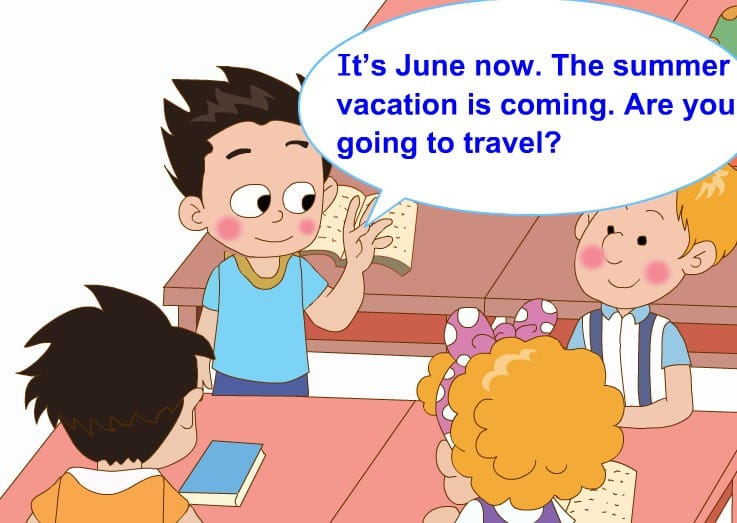 It’s June now. The summer
vacation is coming. Are you
going to travel?